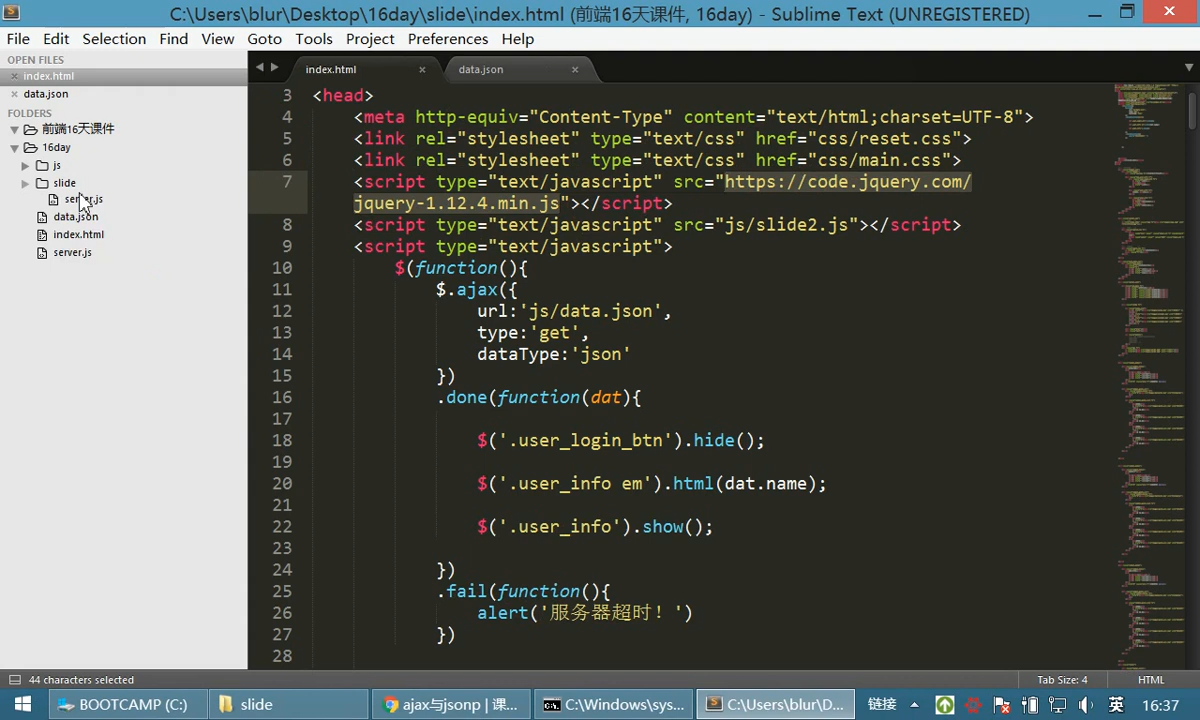 C:\Users\blur\Desktop\16day\slide\index.html (前端16天课件, 16day) - Sublime Text (UNREGISTERED)
File Edit Selection Find View Goto Tools Project Preferences Help
OPEN FILES
index.html
data.json
FOLDERS
前端16天课件
16day
js
slide
server.js
data.json
index.html
server.js
index.html
data.json
3 <head>
4 <meta http-equiv="Content-Type" content="text/html;charset=UTF-8">
5 <link rel="stylesheet" type="text/css" href="css/reset.css">
6 <link rel="stylesheet" type="text/css" href="css/main.css">
7 <script type="text/javascript" src="https://code.jquery.com/
jquery-1.12.4.min.js"></script>
8 <script type="text/javascript" src="js/slide2.js"></script>
9 <script type="text/javascript">
10 $(function(){
11 $.ajax({
12 url:'js/data.json',
13 type:'get',
14 dataType:'json'
15 })
16 .done(function(dat){
17
18 $('.user_login_btn').hide();
19
20 $('.user_info em').html(dat.name);
21
22 $('.user_info').show();
23
24 })
25 .fail(function(){
26 alert('服务器超时！')
27 })
28
44 characters selected
Tab Size: 4
HTML
BOOTCAMP (C:)
slide
ajax与jsonp | 课...
C:\Windows\sys...
C:\Users\blur\D...
链接
英
16:37